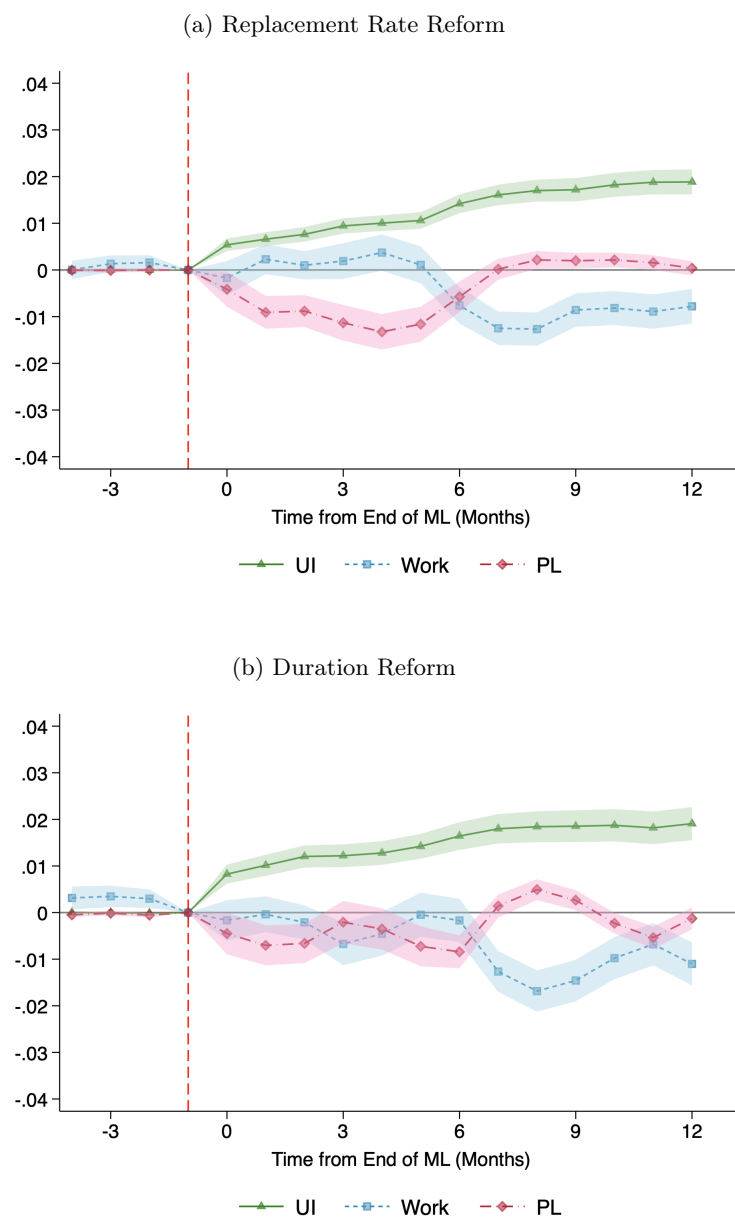 (a) Replacement Rate Reform
.04
.03
.02
.01
0
-.01
-.02
-.03
-.04
-3 0 3 6 9 12
Time from End of ML (Months)
UI Work PL
(b) Duration Reform
.04
.03
.02
.01
0
-.01
-.02
-.03
-.04
-3 0 3 6 9 12
Time from End of ML (Months)
UI Work PL